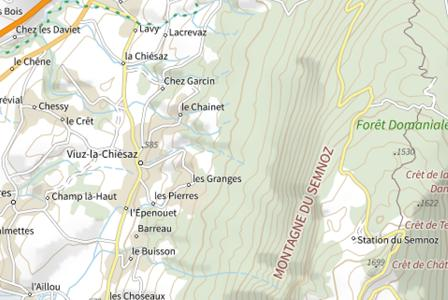 s Bois
Chez les Daviet
Lavy
Lacrevaz
la Chiésaz
le Chêne
Chez Garcin
révial
Chessy
le Chainet
le Crêt
585
Viuz-la-Chiésaz
Forêt Domaniale
1530
les Granges
Crêt de la
Dan
Champ là-Haut
les Pierres
1622
res
l'Épenouet
Crêt de Te
almettes
Barreau
MONTAGNE DU SEMNOZ
Station du Semnoz
le Buisson
1699
Crêt de Chât
l'Aillou
les Choseaux